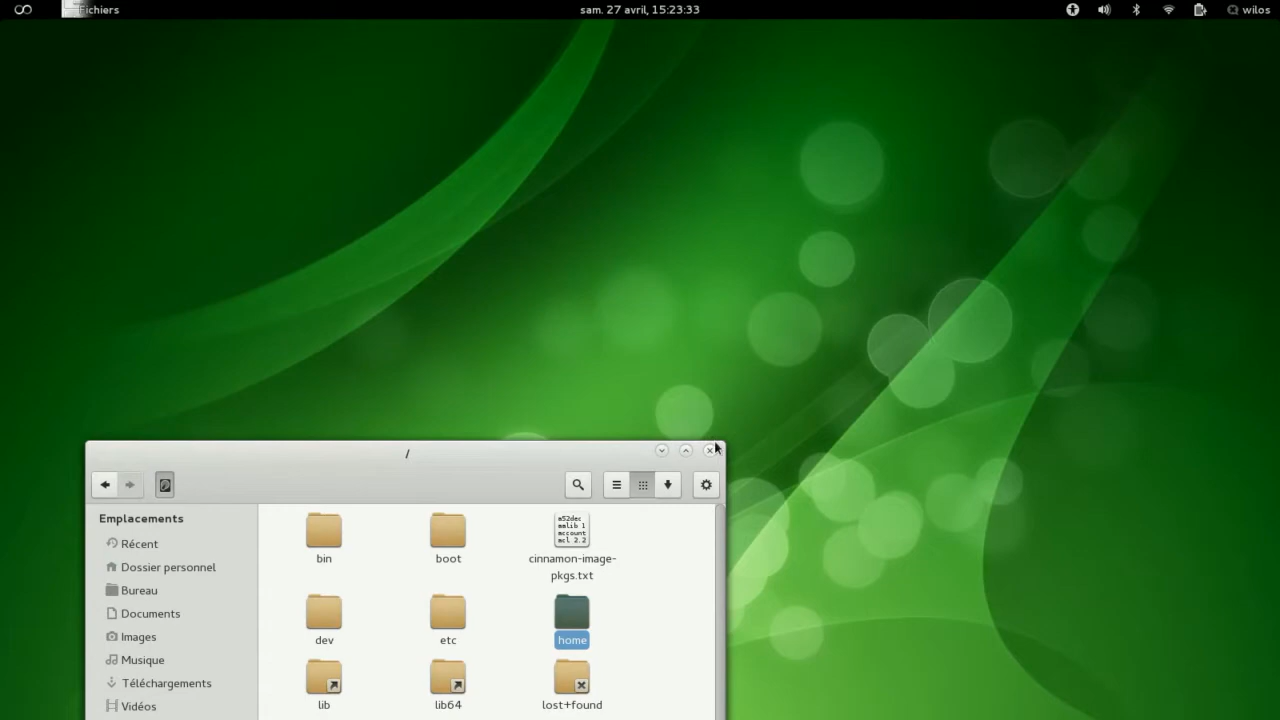 Fichiers
sam. 27 avril, 15:23:33
wilos
/
Emplacements
Récent
Dossier personnel
Bureau
Documents
Images
Musique
Téléchargements
Vidéos
bin
boot
cinnamon-image-
pkgs.txt
dev
etc
home
lib
lib64
lost+found